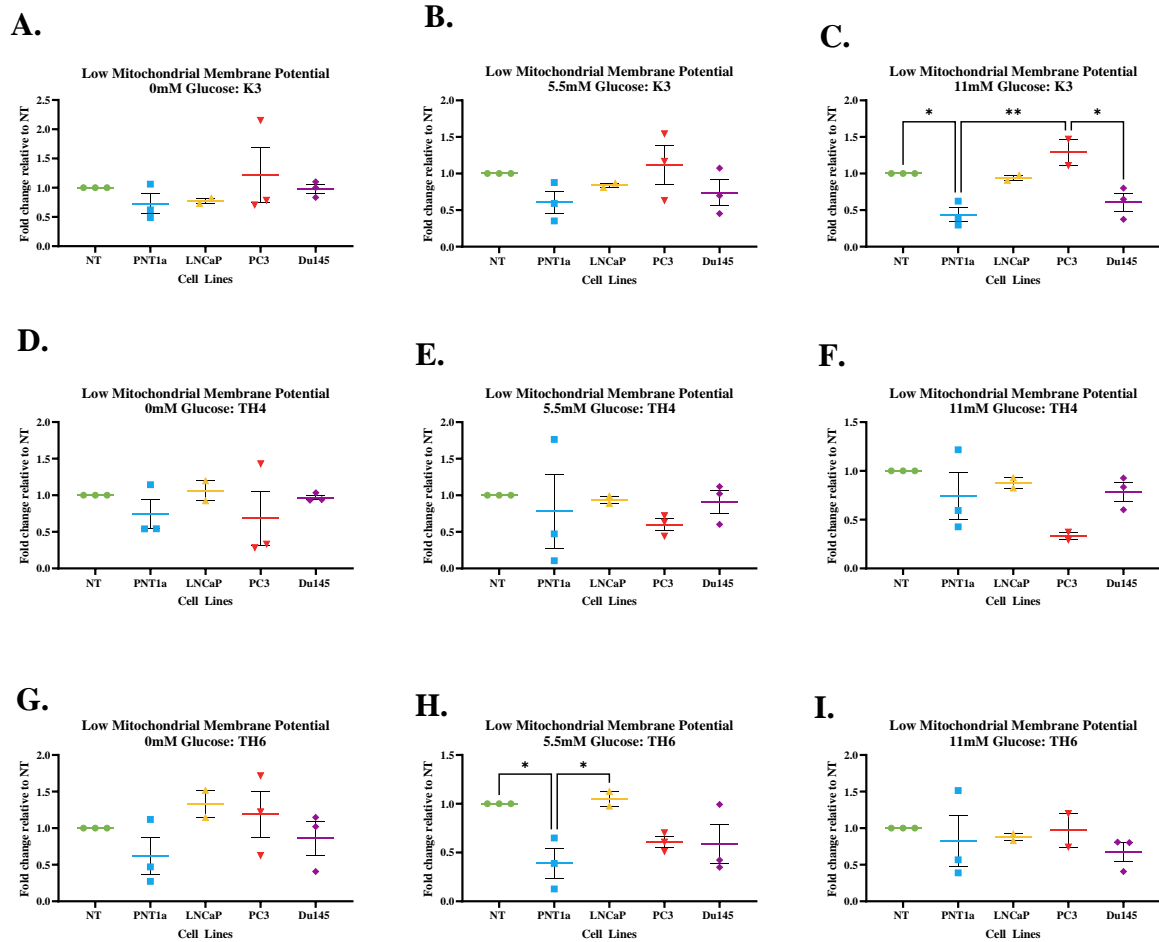 A.
Low Mitochondrial Membrane Potential
0mM Glucose: K3
Fold change relative to NT
2.5
2.0
1.5
1.0
0.5
0.0
NT PNT1a LNCaP PC3 Du145
Cell Lines
B.
Low Mitochondrial Membrane Potential
5.5mM Glucose: K3
Fold change relative to NT
2.0
1.5
1.0
0.5
0.0
NT PNT1a LNCaP PC3 Du145
Cell Lines
C.
Low Mitochondrial Membrane Potential
11mM Glucose: K3
Fold change relative to NT
2.0
1.5
1.0
0.5
0.0
* ** *
NT PNT1a LNCaP PC3 Du145
Cell Lines
D.
Low Mitochondrial Membrane Potential
0mM Glucose: TH4
Fold change relative to NT
2.0
1.5
1.0
0.5
0.0
NT PNT1a LNCaP PC3 Du145
Cell Lines
E.
Low Mitochondrial Membrane Potential
5.5mM Glucose: TH4
Fold change relative to NT
2.0
1.5
1.0
0.5
0.0
NT PNT1a LNCaP PC3 Du145
Cell Lines
F.
Low Mitochondrial Membrane Potential
11mM Glucose: TH4
Fold change relative to NT
1.5
1.0
0.5
0.0
NT PNT1a LNCaP PC3 Du145
Cell Lines
G.
Low Mitochondrial Membrane Potential
0mM Glucose: TH6
Fold change relative to NT
2.0
1.5
1.0
0.5
0.0
NT PNT1a LNCaP PC3 Du145
Cell Lines
H.
Low Mitochondrial Membrane Potential
5.5mM Glucose: TH6
Fold change relative to NT
1.5
1.0
0.5
0.0
* *
NT PNT1a LNCaP PC3 Du145
Cell Lines
I.
Low Mitochondrial Membrane Potential
11mM Glucose: TH6
Fold change relative to NT
2.0
1.5
1.0
0.5
0.0
NT PNT1a LNCaP PC3 Du145
Cell Lines